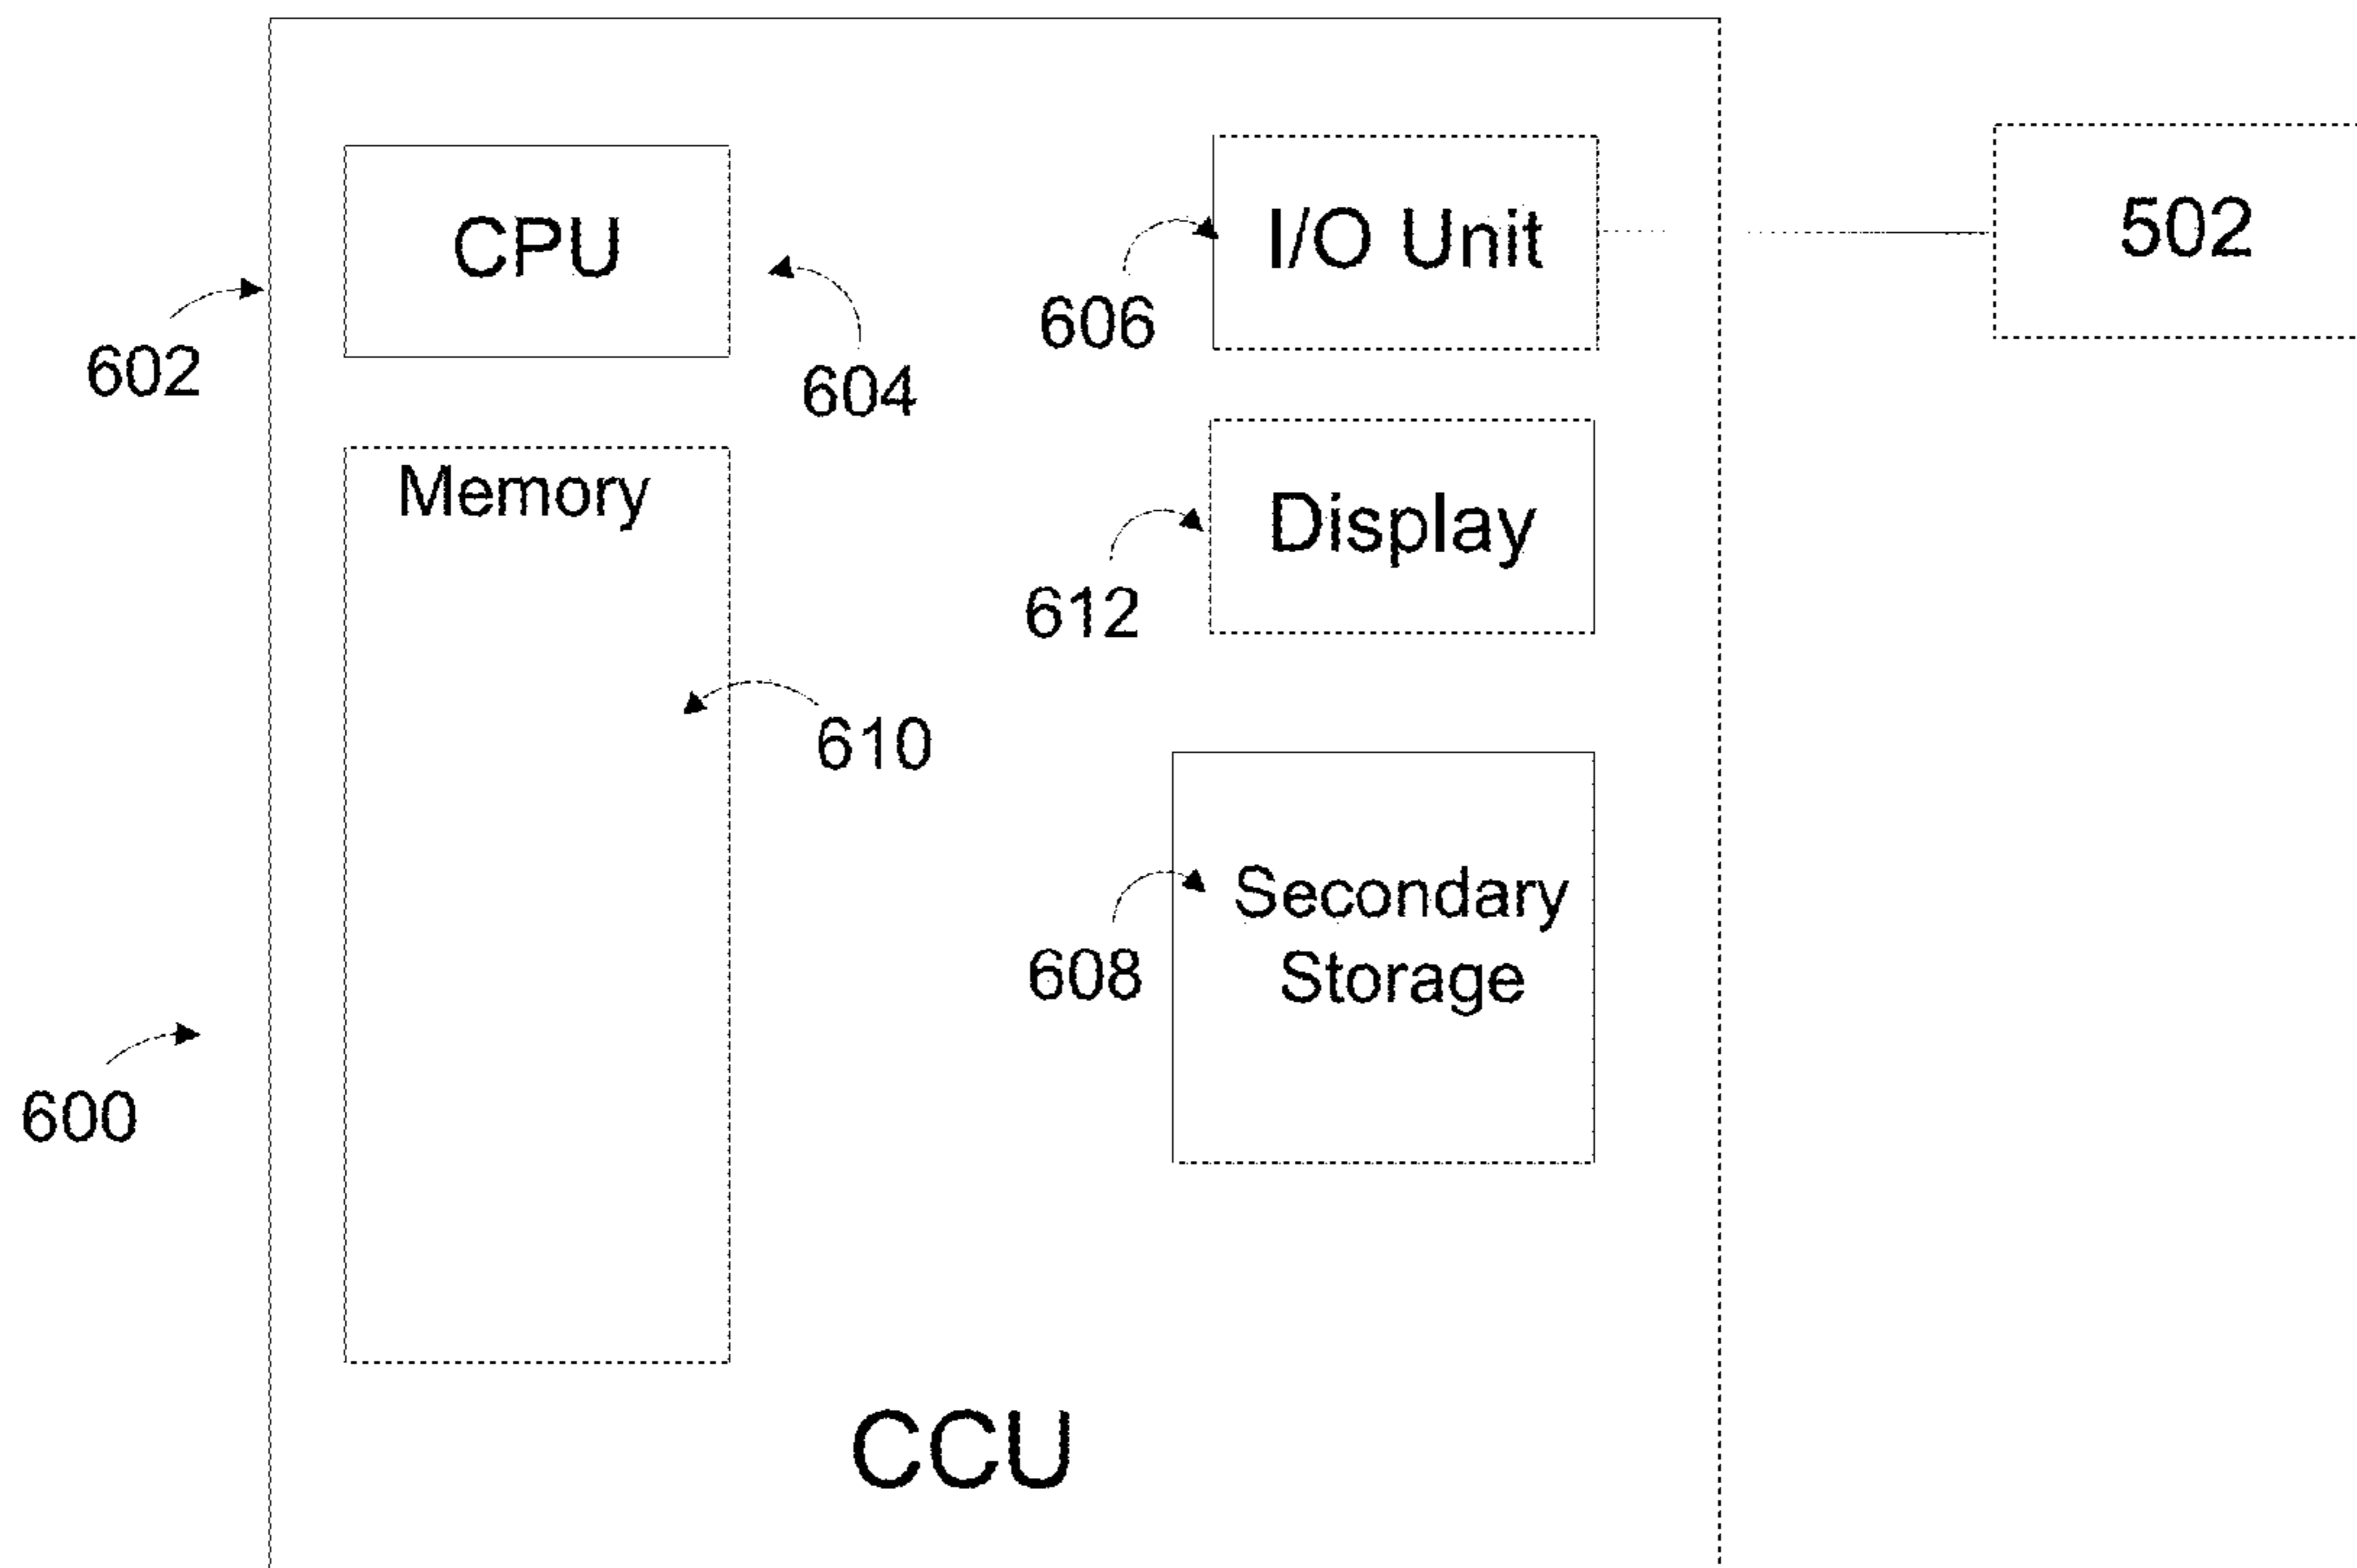 CPU
I/O Unit
502
602
604
606
Memory
Display
612
610
Secondary
Storage
608
600
CCU